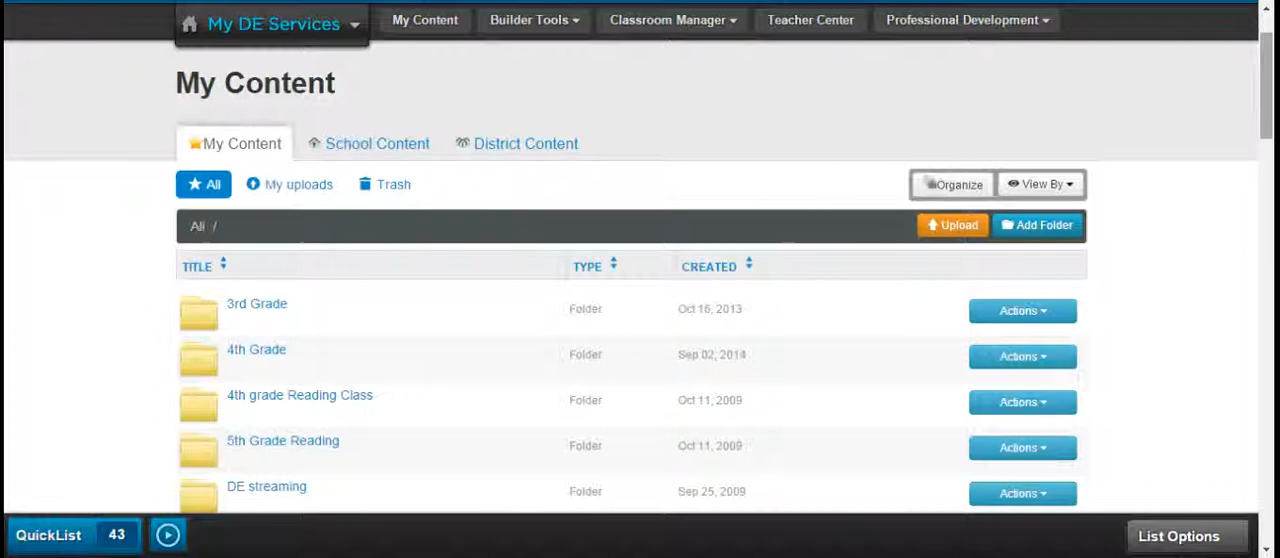 My DE Services My Content Builder Tools Classroom Manager Teacher Center Professional Development
My Content
My Content School Content District Content
All My uploads Trash Organize View By
All / Upload Add Folder
TITLE TYPE CREATED
3rd Grade Folder Oct 16, 2013 Actions
4th Grade Folder Sep 02, 2014 Actions
4th grade Reading Class Folder Oct 11, 2009 Actions
5th Grade Reading Folder Oct 11, 2009 Actions
DE streaming Folder Sep 25, 2009 Actions
QuickList 43 List Options